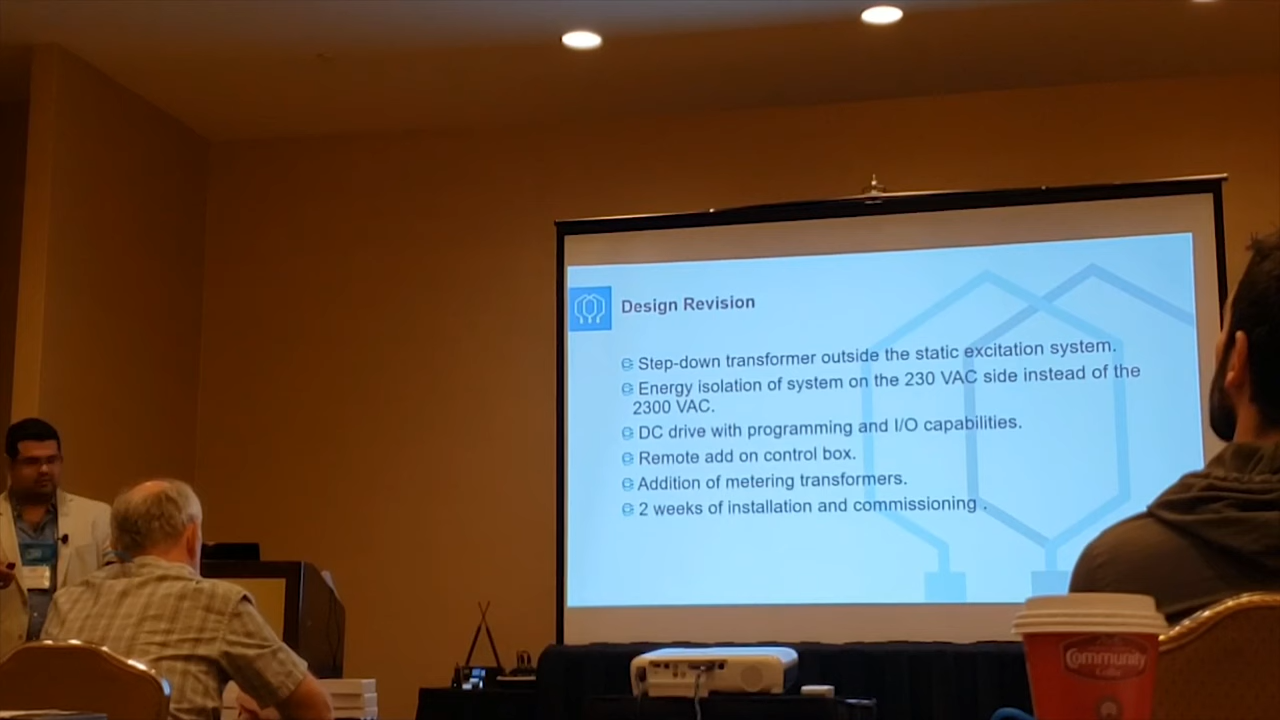 Design Revision
Step-down transformer outside the static excitation system.
Energy isolation of system on the 230 VAC side instead of the
2300 VAC.
DC drive with programming and I/O capabilities.
Remote add on control box.
Addition of metering transformers.
2 weeks of installation and commissioning .
Community
Coffee